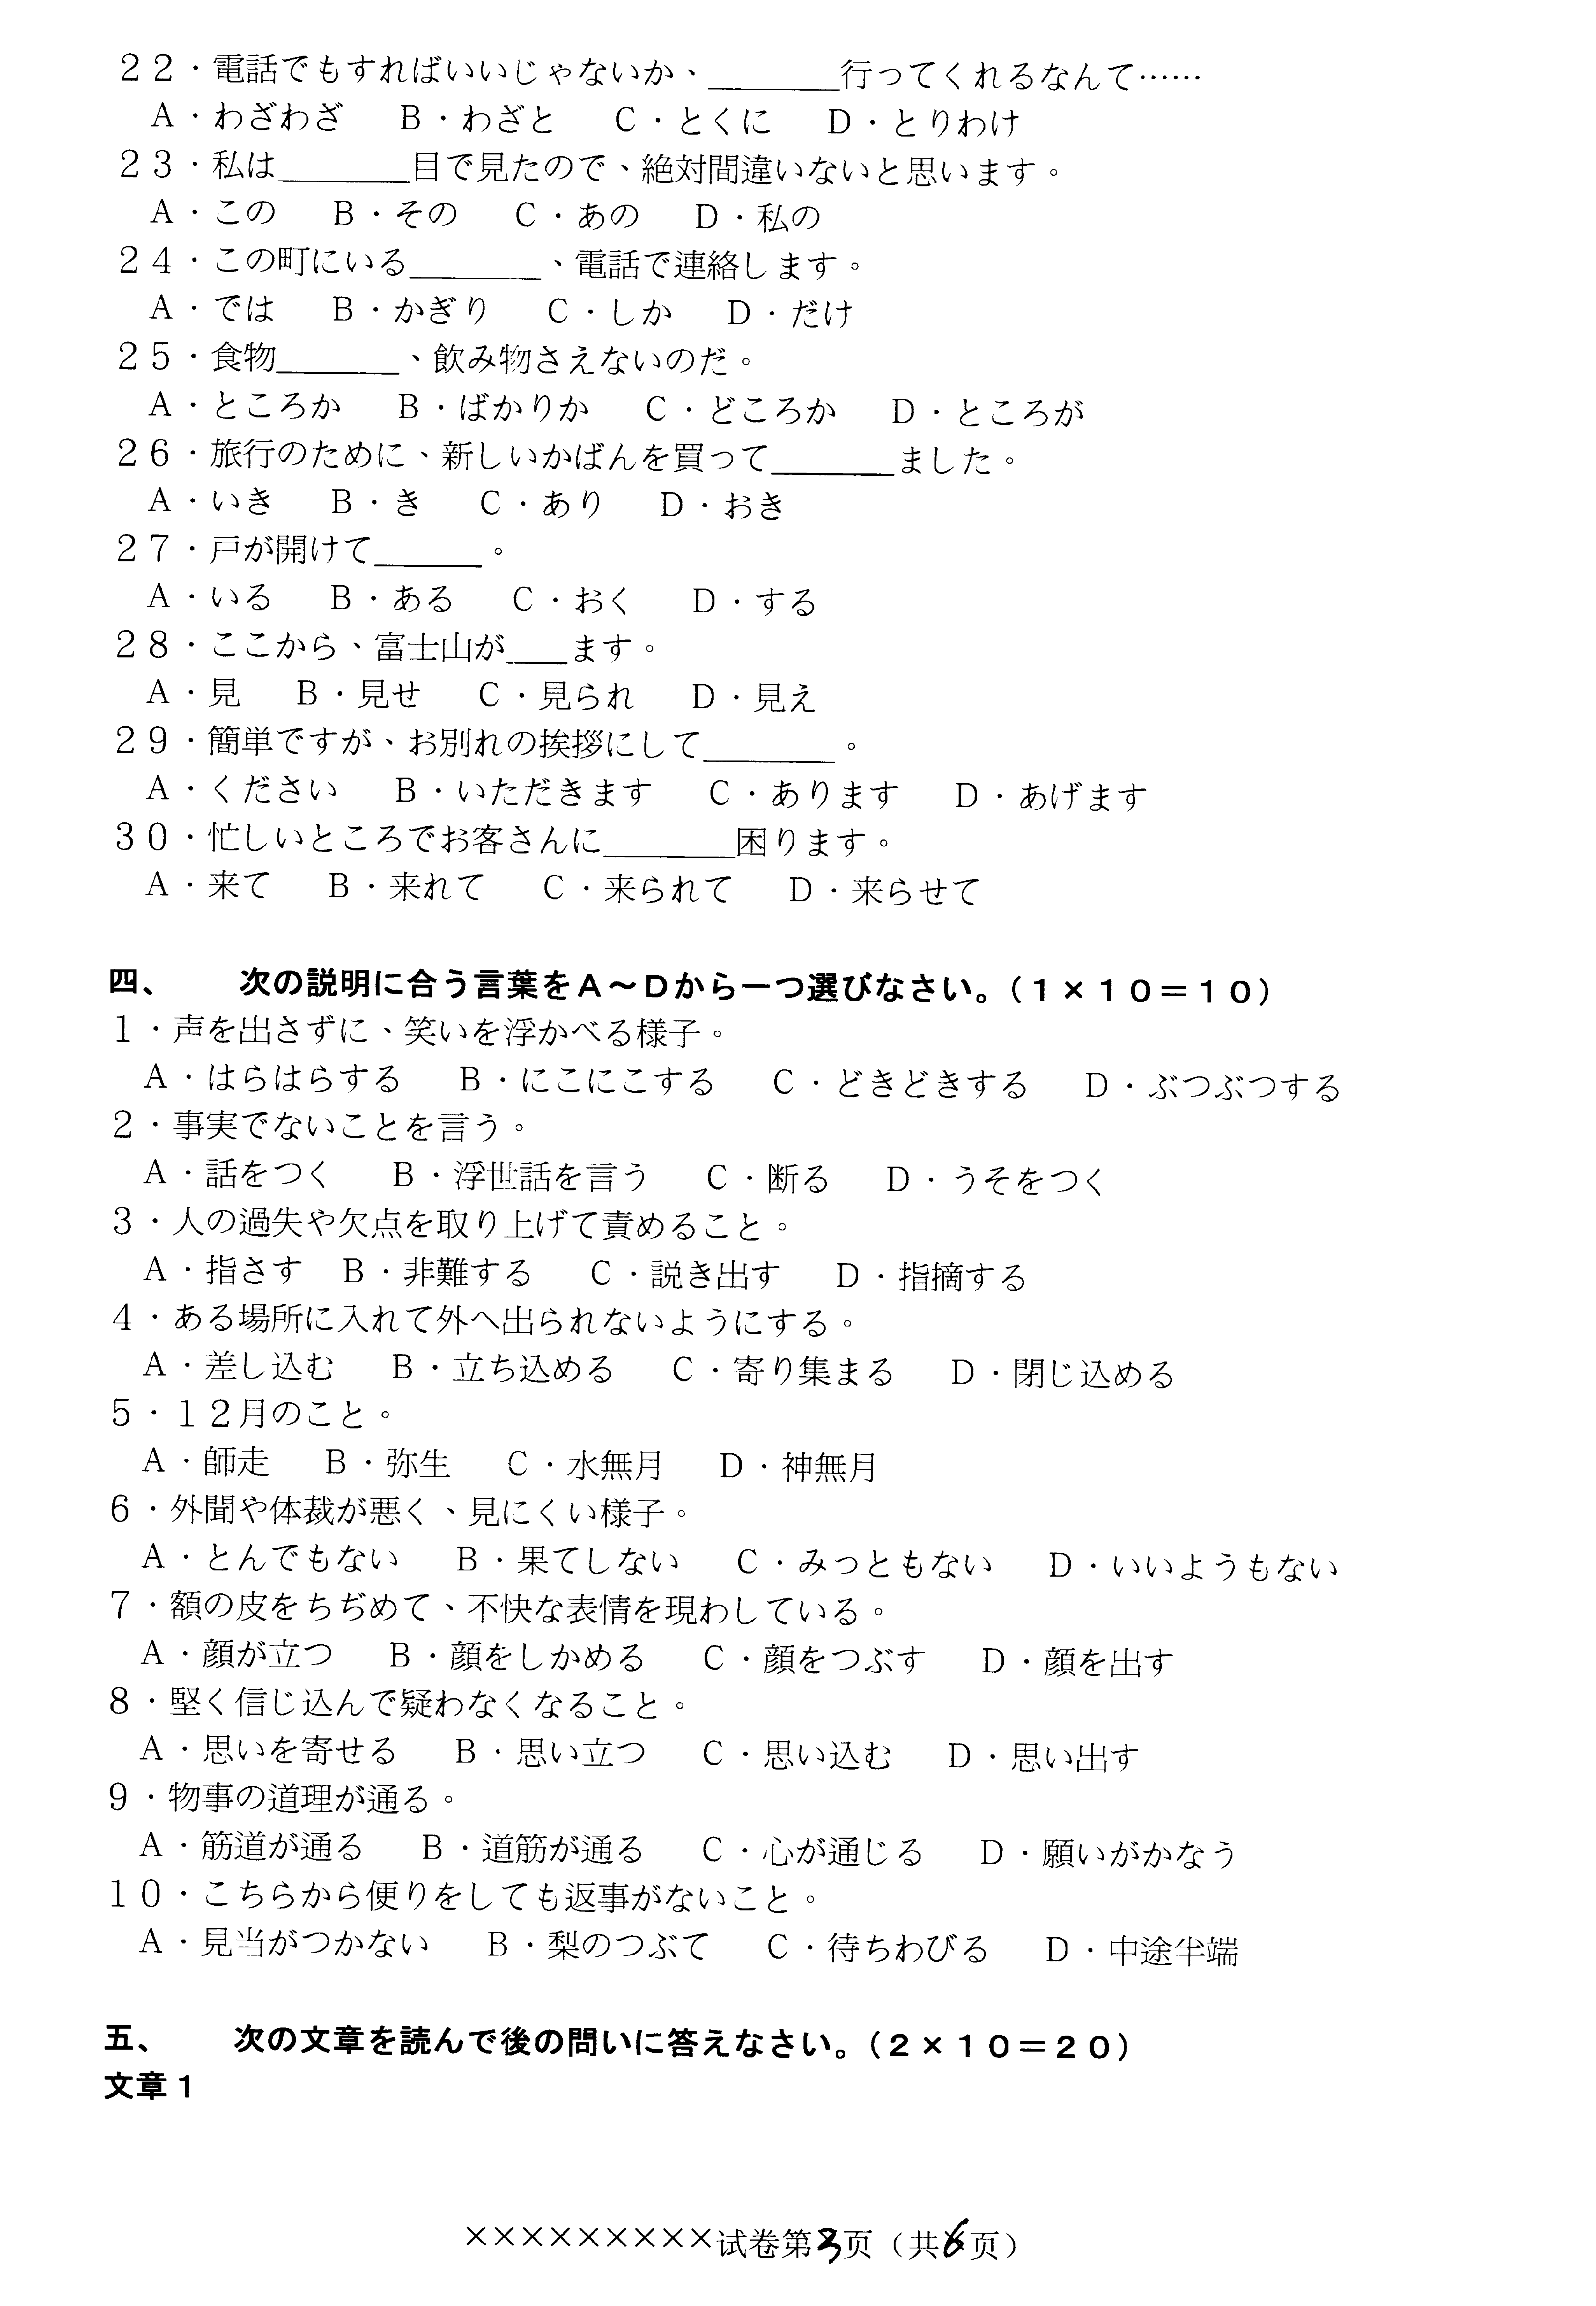 ２２・電話でもすればいいじゃないか、________行ってくれるなんて……
Ａ・わざわざ　Ｂ・わざと　Ｃ・とくに　Ｄ・とりわけ
２３・私は________目で見たので、絶対間違いないと思います。
Ａ・この　Ｂ・その　Ｃ・あの　Ｄ・私の
２４・この町にいる________、電話で連絡します。
Ａ・では　Ｂ・かぎり　Ｃ・しか　Ｄ・だけ
２５・食物________、飲み物さえないのだ。
Ａ・ところか　Ｂ・ばかりか　Ｃ・どころか　Ｄ・ところが
２６・旅行のために、新しいかばんを買って________ました。
Ａ・いき　Ｂ・き　Ｃ・あり　Ｄ・おき
２７・戸が開けて_______。
Ａ・いる　Ｂ・ある　Ｃ・おく　Ｄ・する
２８・ここから、富士山が____ます。
Ａ・見　Ｂ・見せ　Ｃ・見られ　Ｄ・見え
２９・簡単ですが、お別れの挨拶にして________。
Ａ・ください　Ｂ・いただきます　Ｃ・あります　Ｄ・あげます
３０・忙しいところでお客さんに________困ります。
Ａ・来て　Ｂ・来れて　Ｃ・来られて　Ｄ・来らせて
四、　次の説明に合う言葉をＡ～Ｄから一つ選びなさい。（１×１０＝１０）
１・声を出さずに、笑いを浮かべる様子。
Ａ・はらはらする　Ｂ・にこにこする　Ｃ・どきどきする　Ｄ・ぶつぶつする
２・事実でないことを言う。
Ａ・話をつく　Ｂ・浮世話を言う　Ｃ・断る　Ｄ・うそをつく
３・人の過失や欠点を取り上げて責めること。
Ａ・指さす　Ｂ・非難する　Ｃ・説き出す　Ｄ・指摘する
４・ある場所に入れて外へ出られないようにする。
Ａ・差し込む　Ｂ・立ち込める　Ｃ・寄り集まる　Ｄ・閉じ込める
５・１２月のこと。
Ａ・師走　Ｂ・弥生　Ｃ・水無月　Ｄ・神無月
６・外聞や体裁が悪く、見にくい様子。
Ａ・とんでもない　Ｂ・果てしない　Ｃ・みっともない　Ｄ・いいようもない
７・額の皮をちぢめて、不快な表情を現わしている。
Ａ・顔が立つ　Ｂ・顔をしかめる　Ｃ・顔をつぶす　Ｄ・顔を出す
８・堅く信じ込んで疑わなくなること。
Ａ・思いを寄せる　Ｂ・思い立つ　Ｃ・思い込む　Ｄ・思い出す
９・物事の道理が通る。
Ａ・筋道が通る　Ｂ・道筋が通る　Ｃ・心が通じる　Ｄ・願いがかなう
１０・こちらから便りをしても返事がないこと。
Ａ・見当がつかない　Ｂ・梨のつぶて　Ｃ・待ちわびる　Ｄ・中途半端
五、　次の文章を読んで後の問いに答えなさい。（２×１０＝２０）
文章１
×××××××××试卷第3页（共6页）